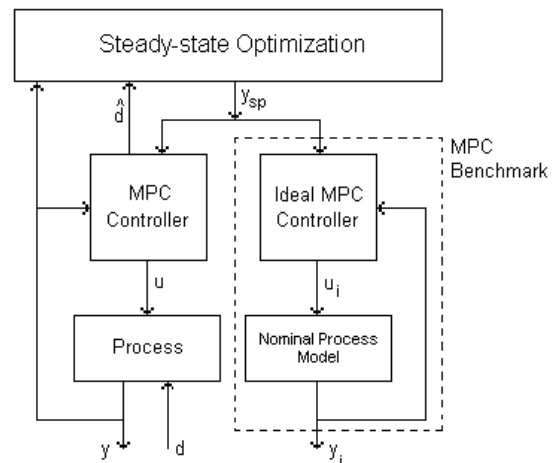 Steady-state Optimization
d̂
y_sp
MPC
Benchmark
MPC
Controller
Ideal MPC
Controller
u
u_i
Process
Nominal Process
Model
y
d
y_i